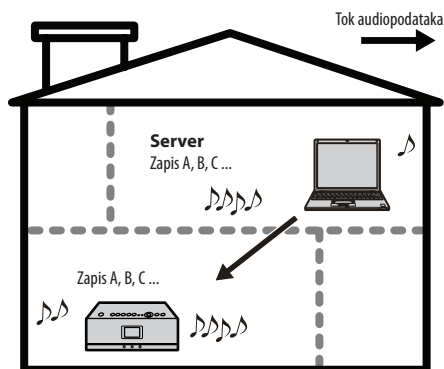 Tok audiopodataka
Server
Zapis A, B, C ...
Zapis A, B, C ...